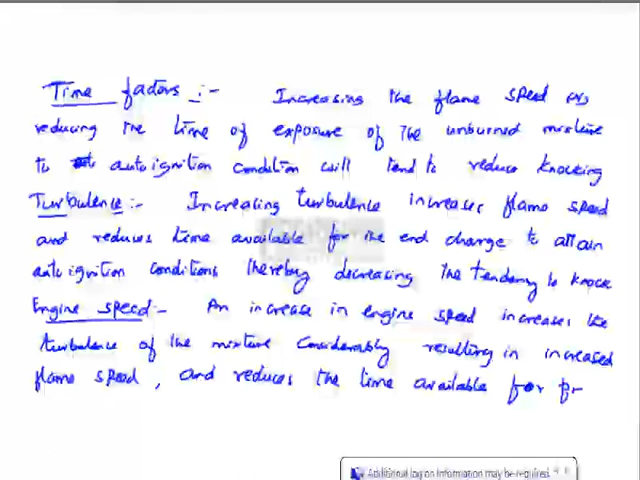 Time factors :- Increasing the flame speed or
reducing the time of exposure of the unburned mixture
to autoignition condition will tend to reduce knocking
Turbulence :- Increasing turbulence increases flame speed
and reduces time available for the end charge to attain
autoignition conditions thereby decreasing the tendency to knock
Engine speed :- An increase in engine speed increases the
turbulence of the mixture considerably resulting in increased
flame speed, and reduces the time available for pr
Additional log on information may be required.